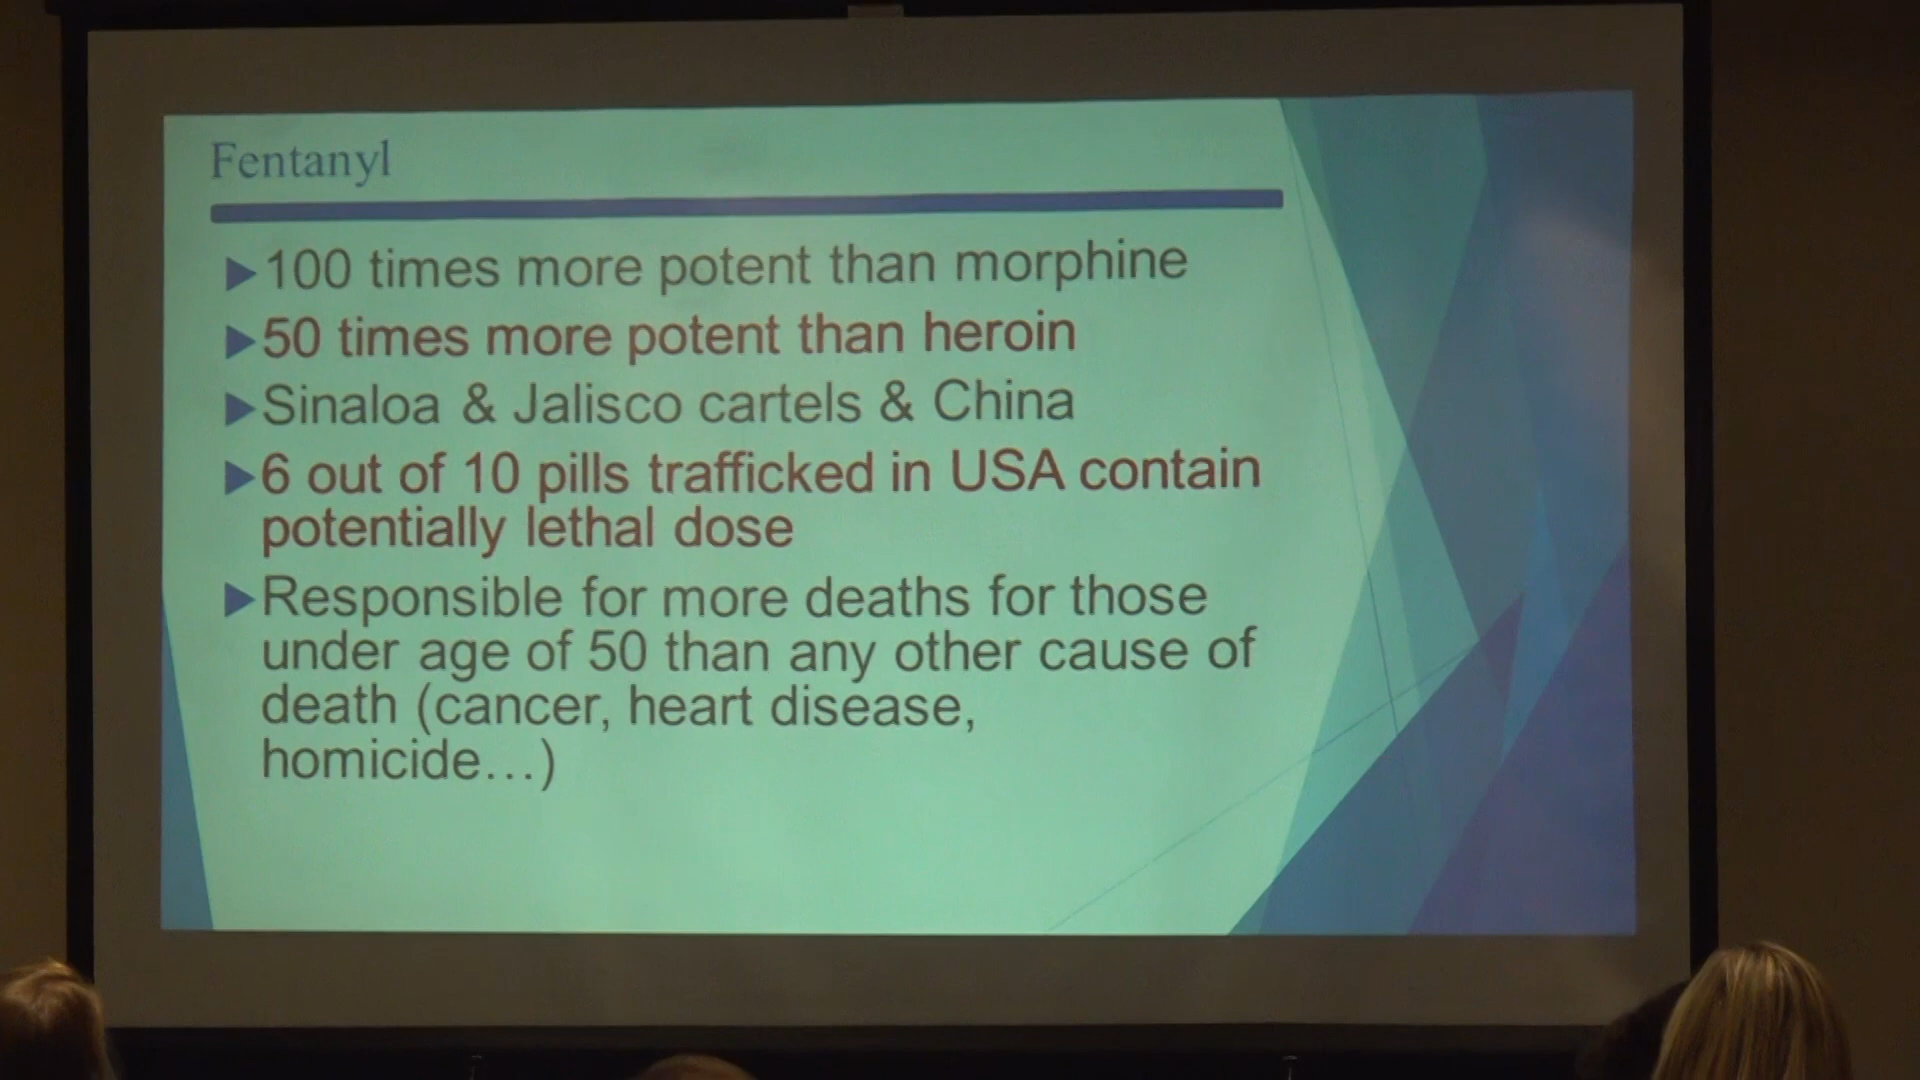 Fentanyl
100 times more potent than morphine
50 times more potent than heroin
Sinaloa & Jalisco cartels & China
6 out of 10 pills trafficked in USA contain
potentially lethal dose
Responsible for more deaths for those
under age of 50 than any other cause of
death (cancer, heart disease,
homicide…)